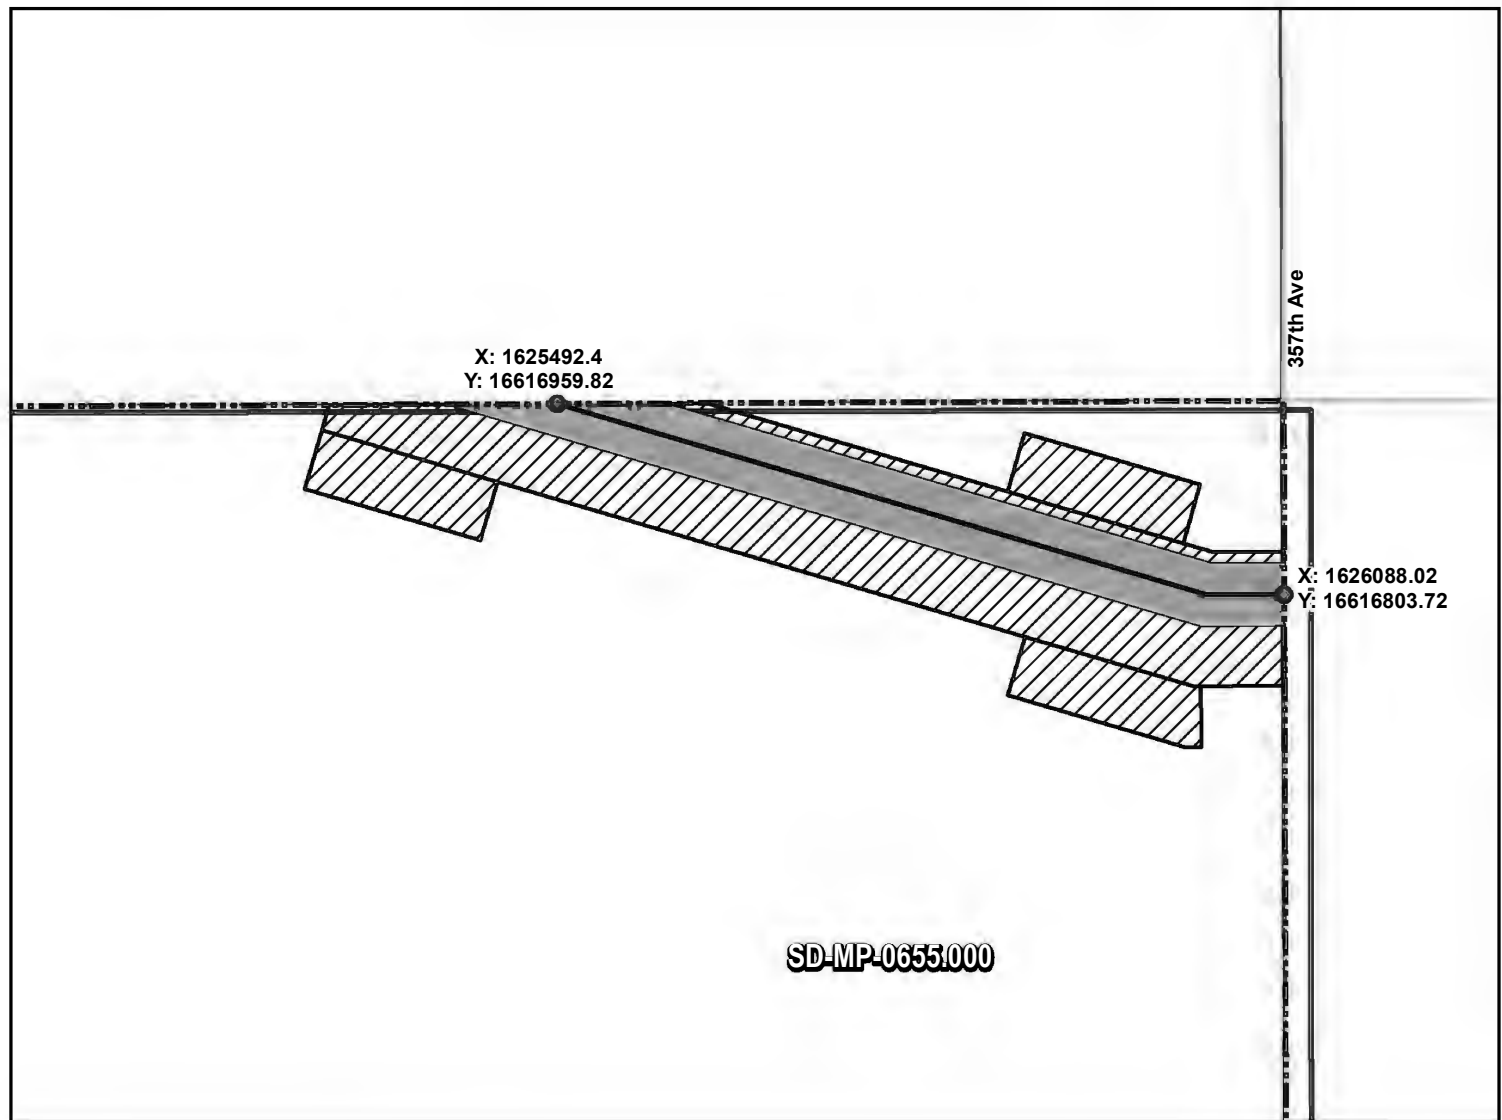 357th Ave
X: 1625492.4
Y: 16616959.82
X: 1626088.02
Y: 16616803.72
SD-MP-0655.000